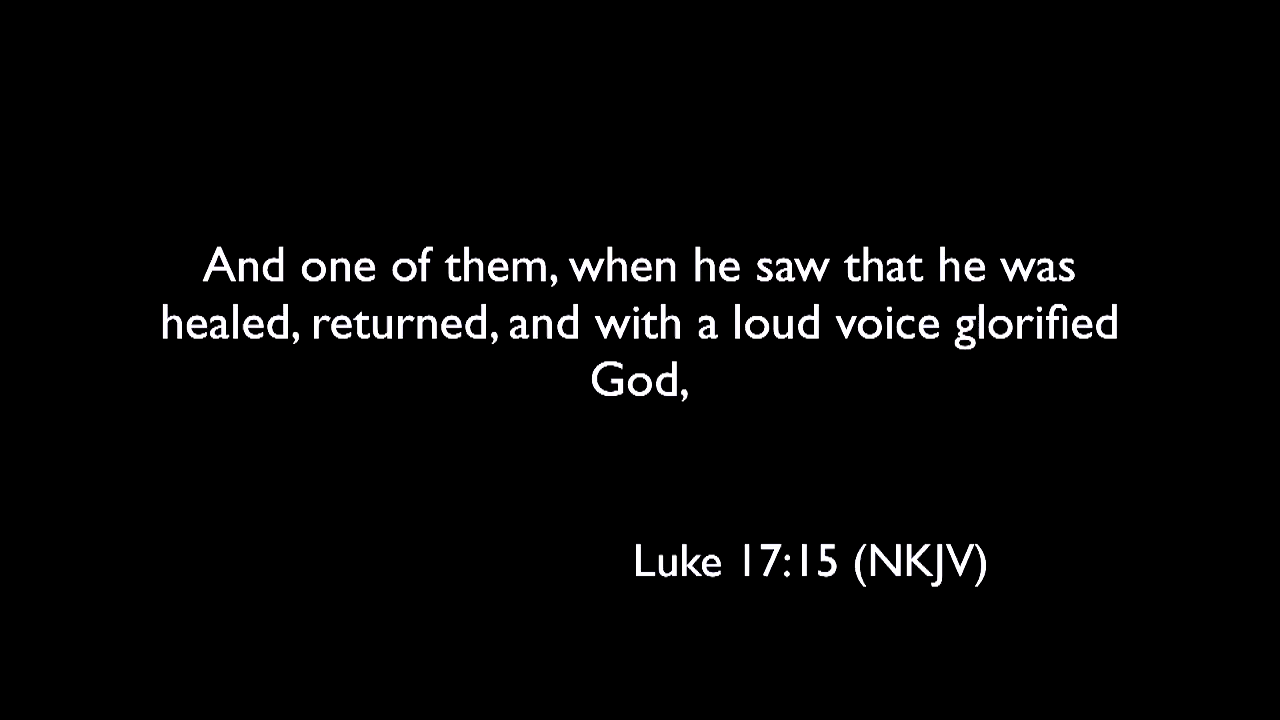 And one of them, when he saw that he was
healed, returned, and with a loud voice glorified
God,
Luke 17:15 (NKJV)